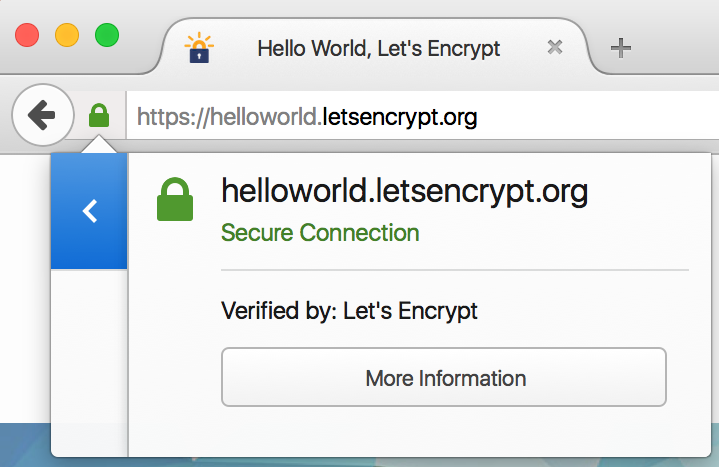 Hello World, Let's Encrypt
https://helloworld.letsencrypt.org
helloworld.letsencrypt.org
Secure Connection
Verified by: Let's Encrypt
More Information